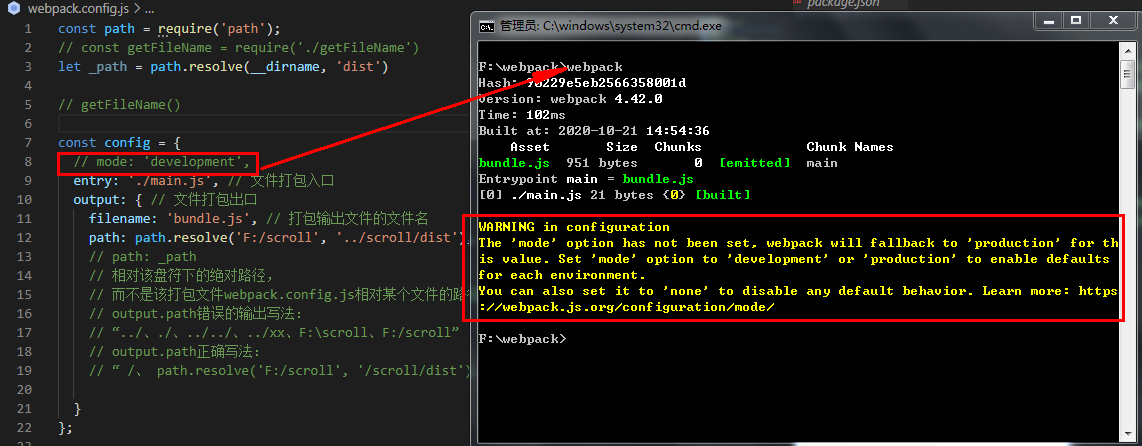 webpack.config.js > ...
package.json
1 const path = require('path');
2 // const getFileName = require('./getFileName')
3 let _path = path.resolve(__dirname, 'dist')
4
5 // getFileName()
6
7 const config = {
8 // mode: 'development',
9 entry: './main.js', // 文件打包入口
10 output: { // 文件打包出口
11 filename: 'bundle.js', // 打包输出文件的文件名
12 path: path.resolve('F:/scroll', '../scroll/dist'),
13 // path: _path
14 // 相对该盘符下的绝对路径，
15 // 而不是该打包文件webpack.config.js相对某个文件的路
16 // output.path错误的输出写法：
17 // “../、./、../../、../xx、F:\scroll、F:/scroll”
18 // output.path正确写法：
19 // “ /、 path.resolve('F:/scroll', '/scroll/dist')
20
21 }
22 };
管理员: C:\windows\system32\cmd.exe
F:\webpack>webpack
Hash: 90229e5eb2566358001d
Version: webpack 4.42.0
Time: 102ms
Built at: 2020-10-21 14:54:36
Asset Size Chunks Chunk Names
bundle.js 951 bytes 0 [emitted] main
Entrypoint main = bundle.js
[0] ./main.js 21 bytes {0} [built]
WARNING in configuration
The 'mode' option has not been set, webpack will fallback to 'production' for th
is value. Set 'mode' option to 'development' or 'production' to enable defaults
for each environment.
You can also set it to 'none' to disable any default behavior. Learn more: https
://webpack.js.org/configuration/mode/
F:\webpack>